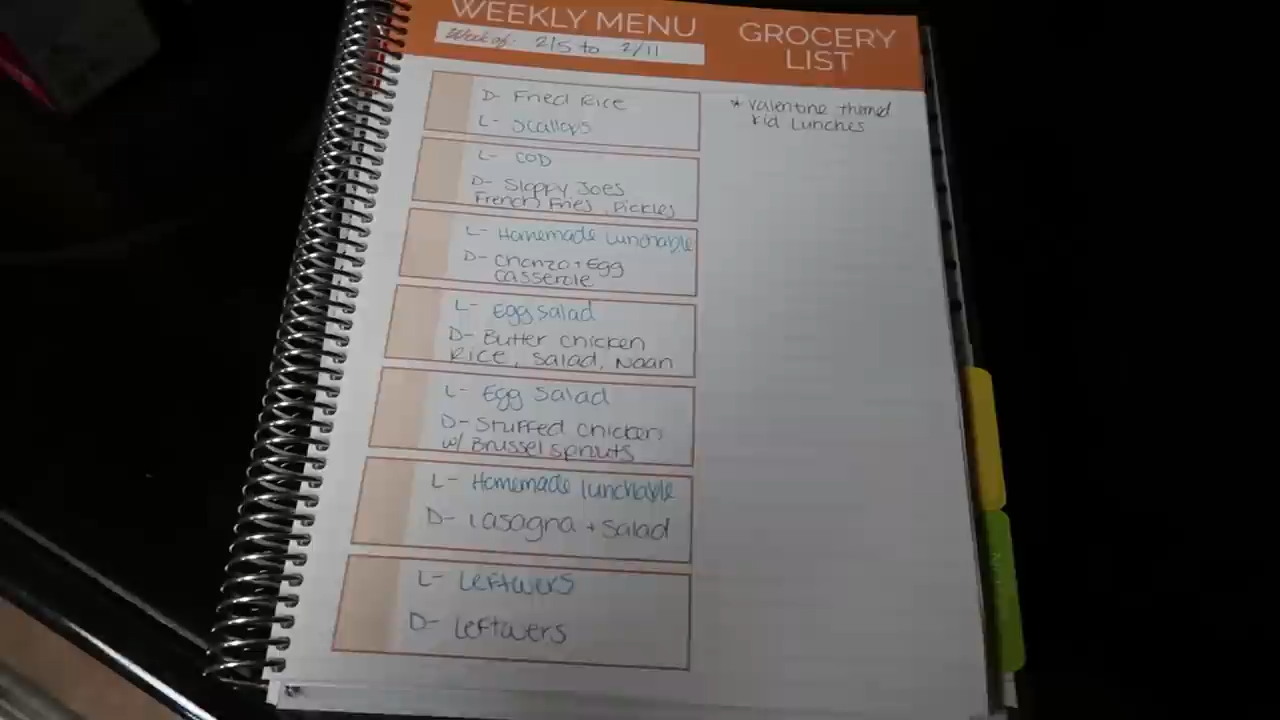 WEEKLY MENU
Week of: 2/5 to 2/11
D- Fried Rice
L- Scallops
L- COD
D- Sloppy Joes
French Fries, Pickles
L- Homemade Lunchable
D- Chorizo + Egg
casserole
L- Egg salad
D- Butter chicken
Rice, Salad, Naan
L- Egg Salad
D- Stuffed chicken
w/ Brussel sprouts
L- Homemade lunchable
D- Lasagna + Salad
L- Leftovers
D- Leftovers
GROCERY
LIST
* Valentine themed
kid Lunches